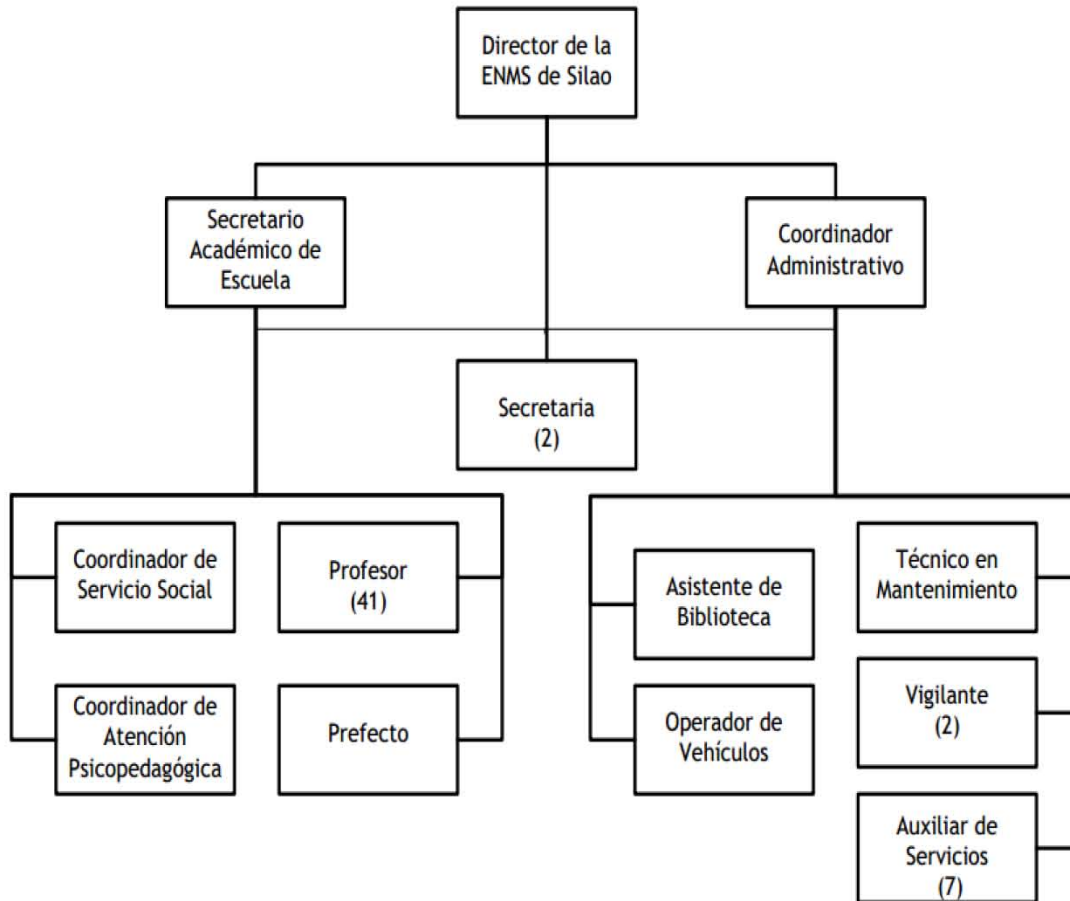 Director de la
ENMS de Silao
Secretario
Académico de
Escuela
Coordinador
Administrativo
Secretaria
(2)
Coordinador de
Servicio Social
Profesor
(41)
Coordinador de
Atención
Psicopedagógica
Prefecto
Asistente de
Biblioteca
Técnico en
Mantenimiento
Operador de
Vehículos
Vigilante
(2)
Auxiliar de
Servicios
(7)